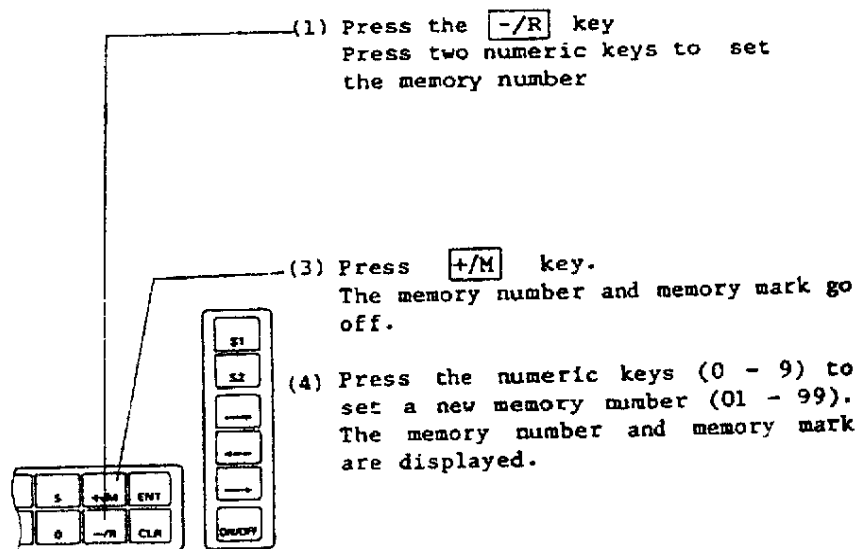 (1) Press the -/R key
Press two numeric keys to set
the memory number
(3) Press +/M key.
The memory number and memory mark go
off.
(4) Press the numeric keys (0 - 9) to
set a new memory number (01 - 99).
The memory number and memory mark
are displayed.
S1
S2
ON/OFF
S +/M ENT
0 -/R CLR